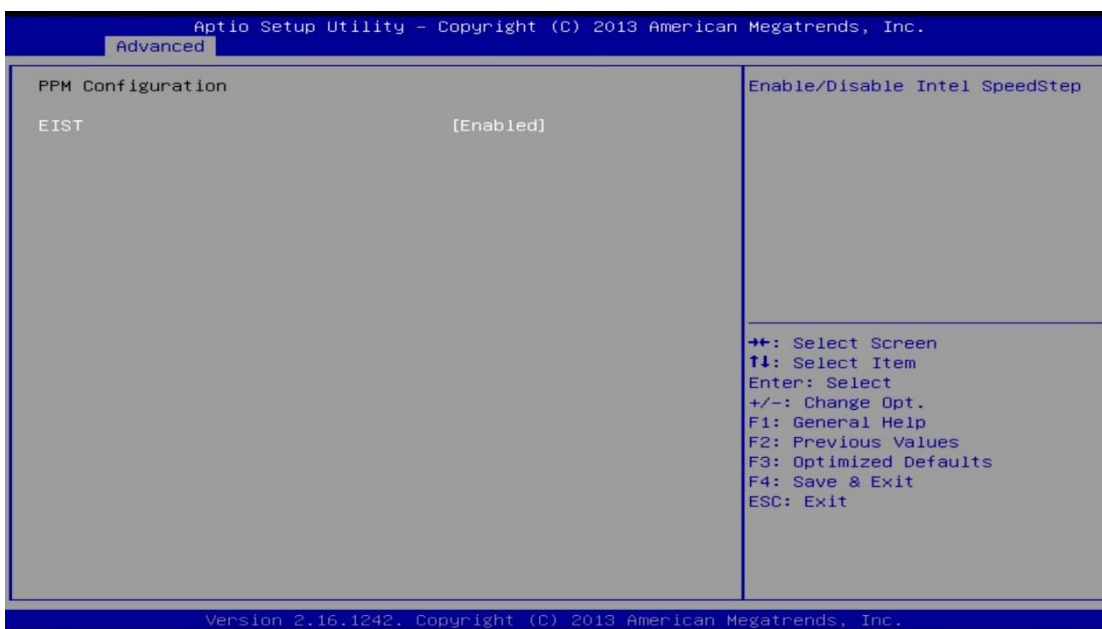 Aptio Setup Utility – Copyright (C) 2013 American Megatrends, Inc.
Advanced
PPM Configuration
EIST [Enabled]
Enable/Disable Intel SpeedStep
→←: Select Screen
↑↓: Select Item
Enter: Select
+/-: Change Opt.
F1: General Help
F2: Previous Values
F3: Optimized Defaults
F4: Save & Exit
ESC: Exit
Version 2.16.1242. Copyright (C) 2013 American Megatrends, Inc.